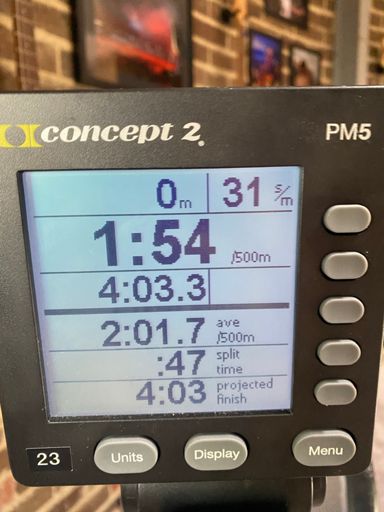 concept 2.
PM5
0m 31 s/m
1:54 /500m
4:03.3
2:01.7 ave /500m
:47 split time
4:03 projected finish
23 Units Display Menu